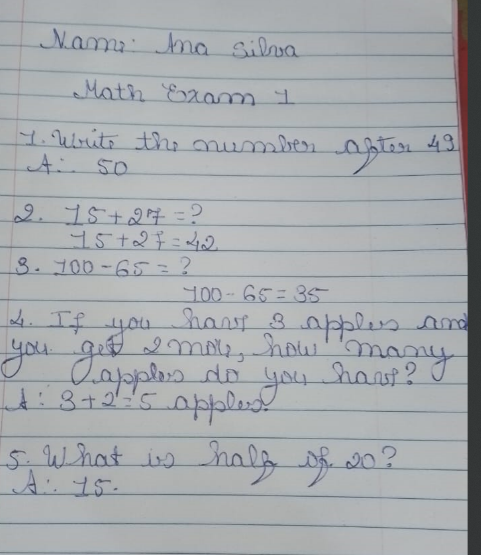 Name: Ana Silva
Math Exam 1
1. Write the number after 49
A: 50
2. 15 + 27 = ?
15 + 27 = 42
3. 100 - 65 = ?
100 - 65 = 35
4. If you have 3 apples and
you get 2 more, how many
apples do you have?
A: 3 + 2 = 5 apples.
5. What is half of 20?
A: 15.